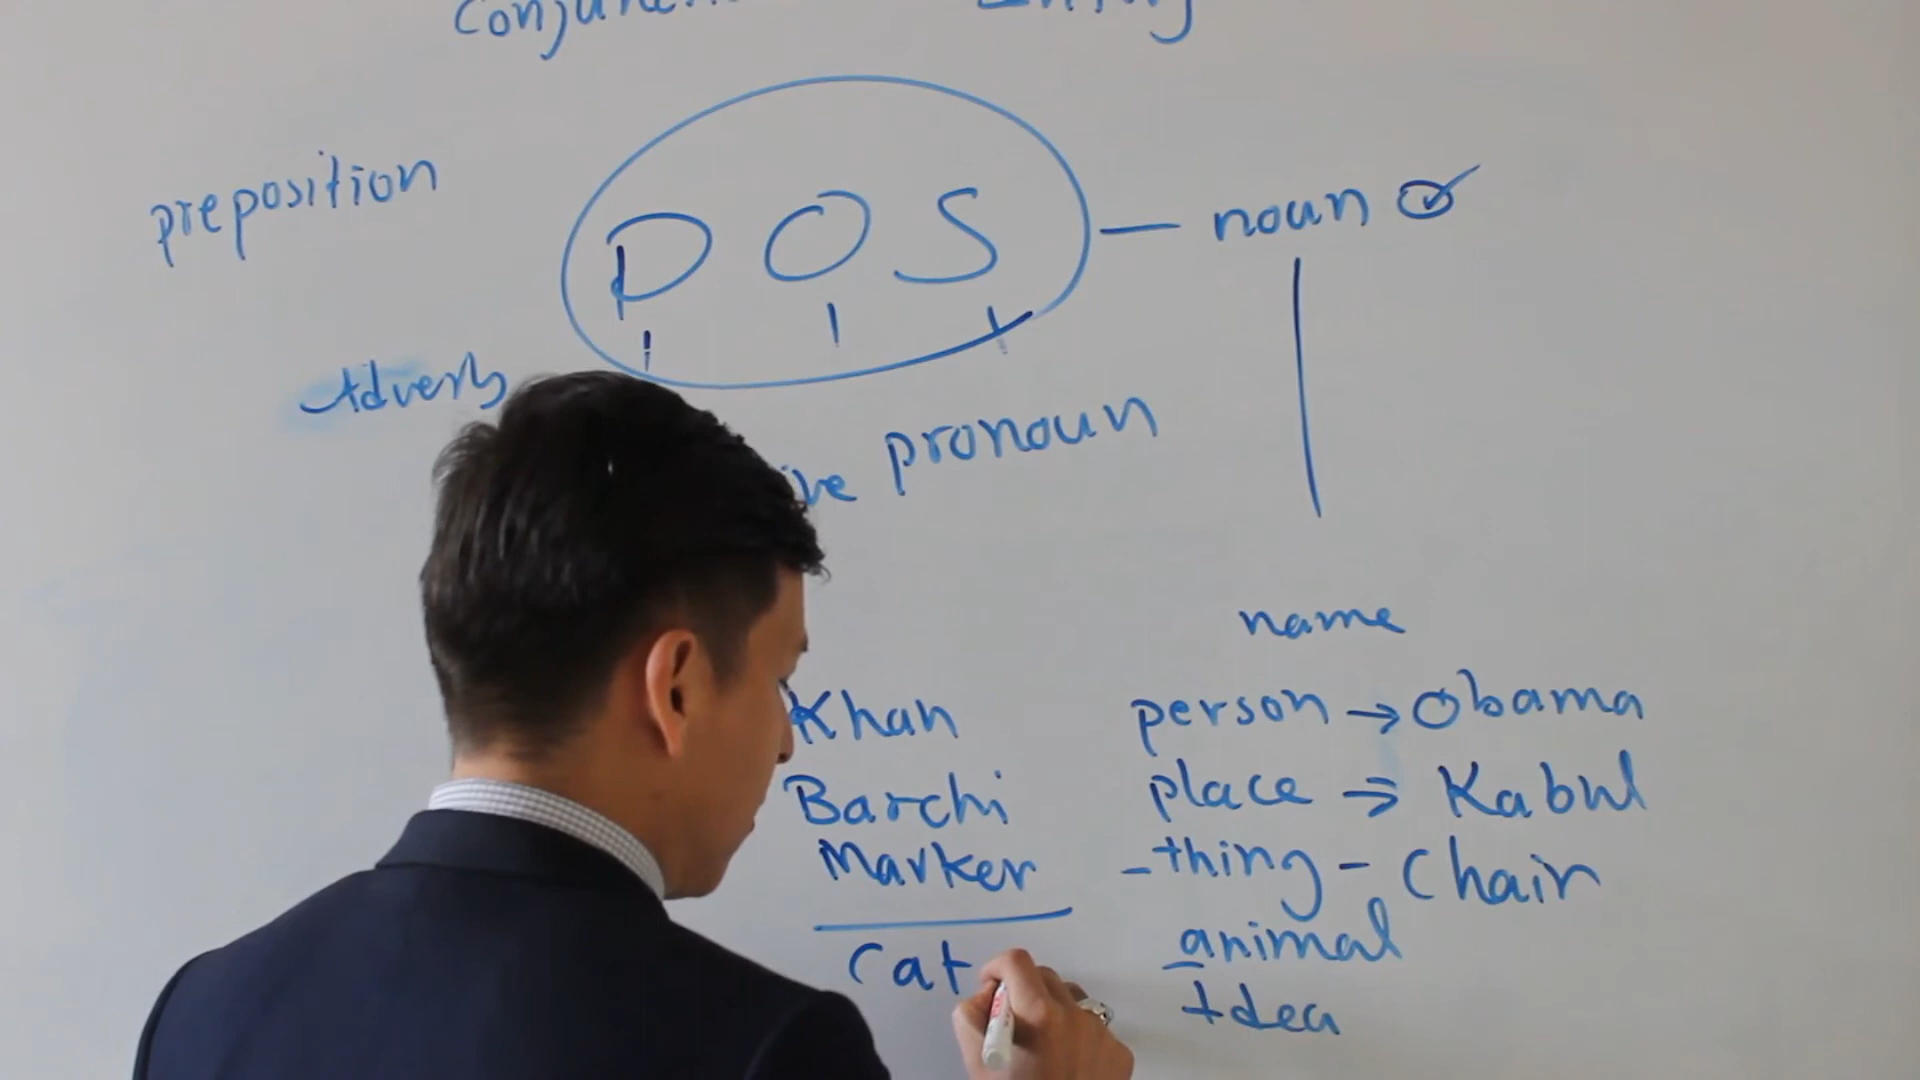 preposition
POS — noun
Adverb
pronoun
name
Khan person → Obama
Barchi place → Kabul
Marker - thing - Chair
Cat animal
Idea